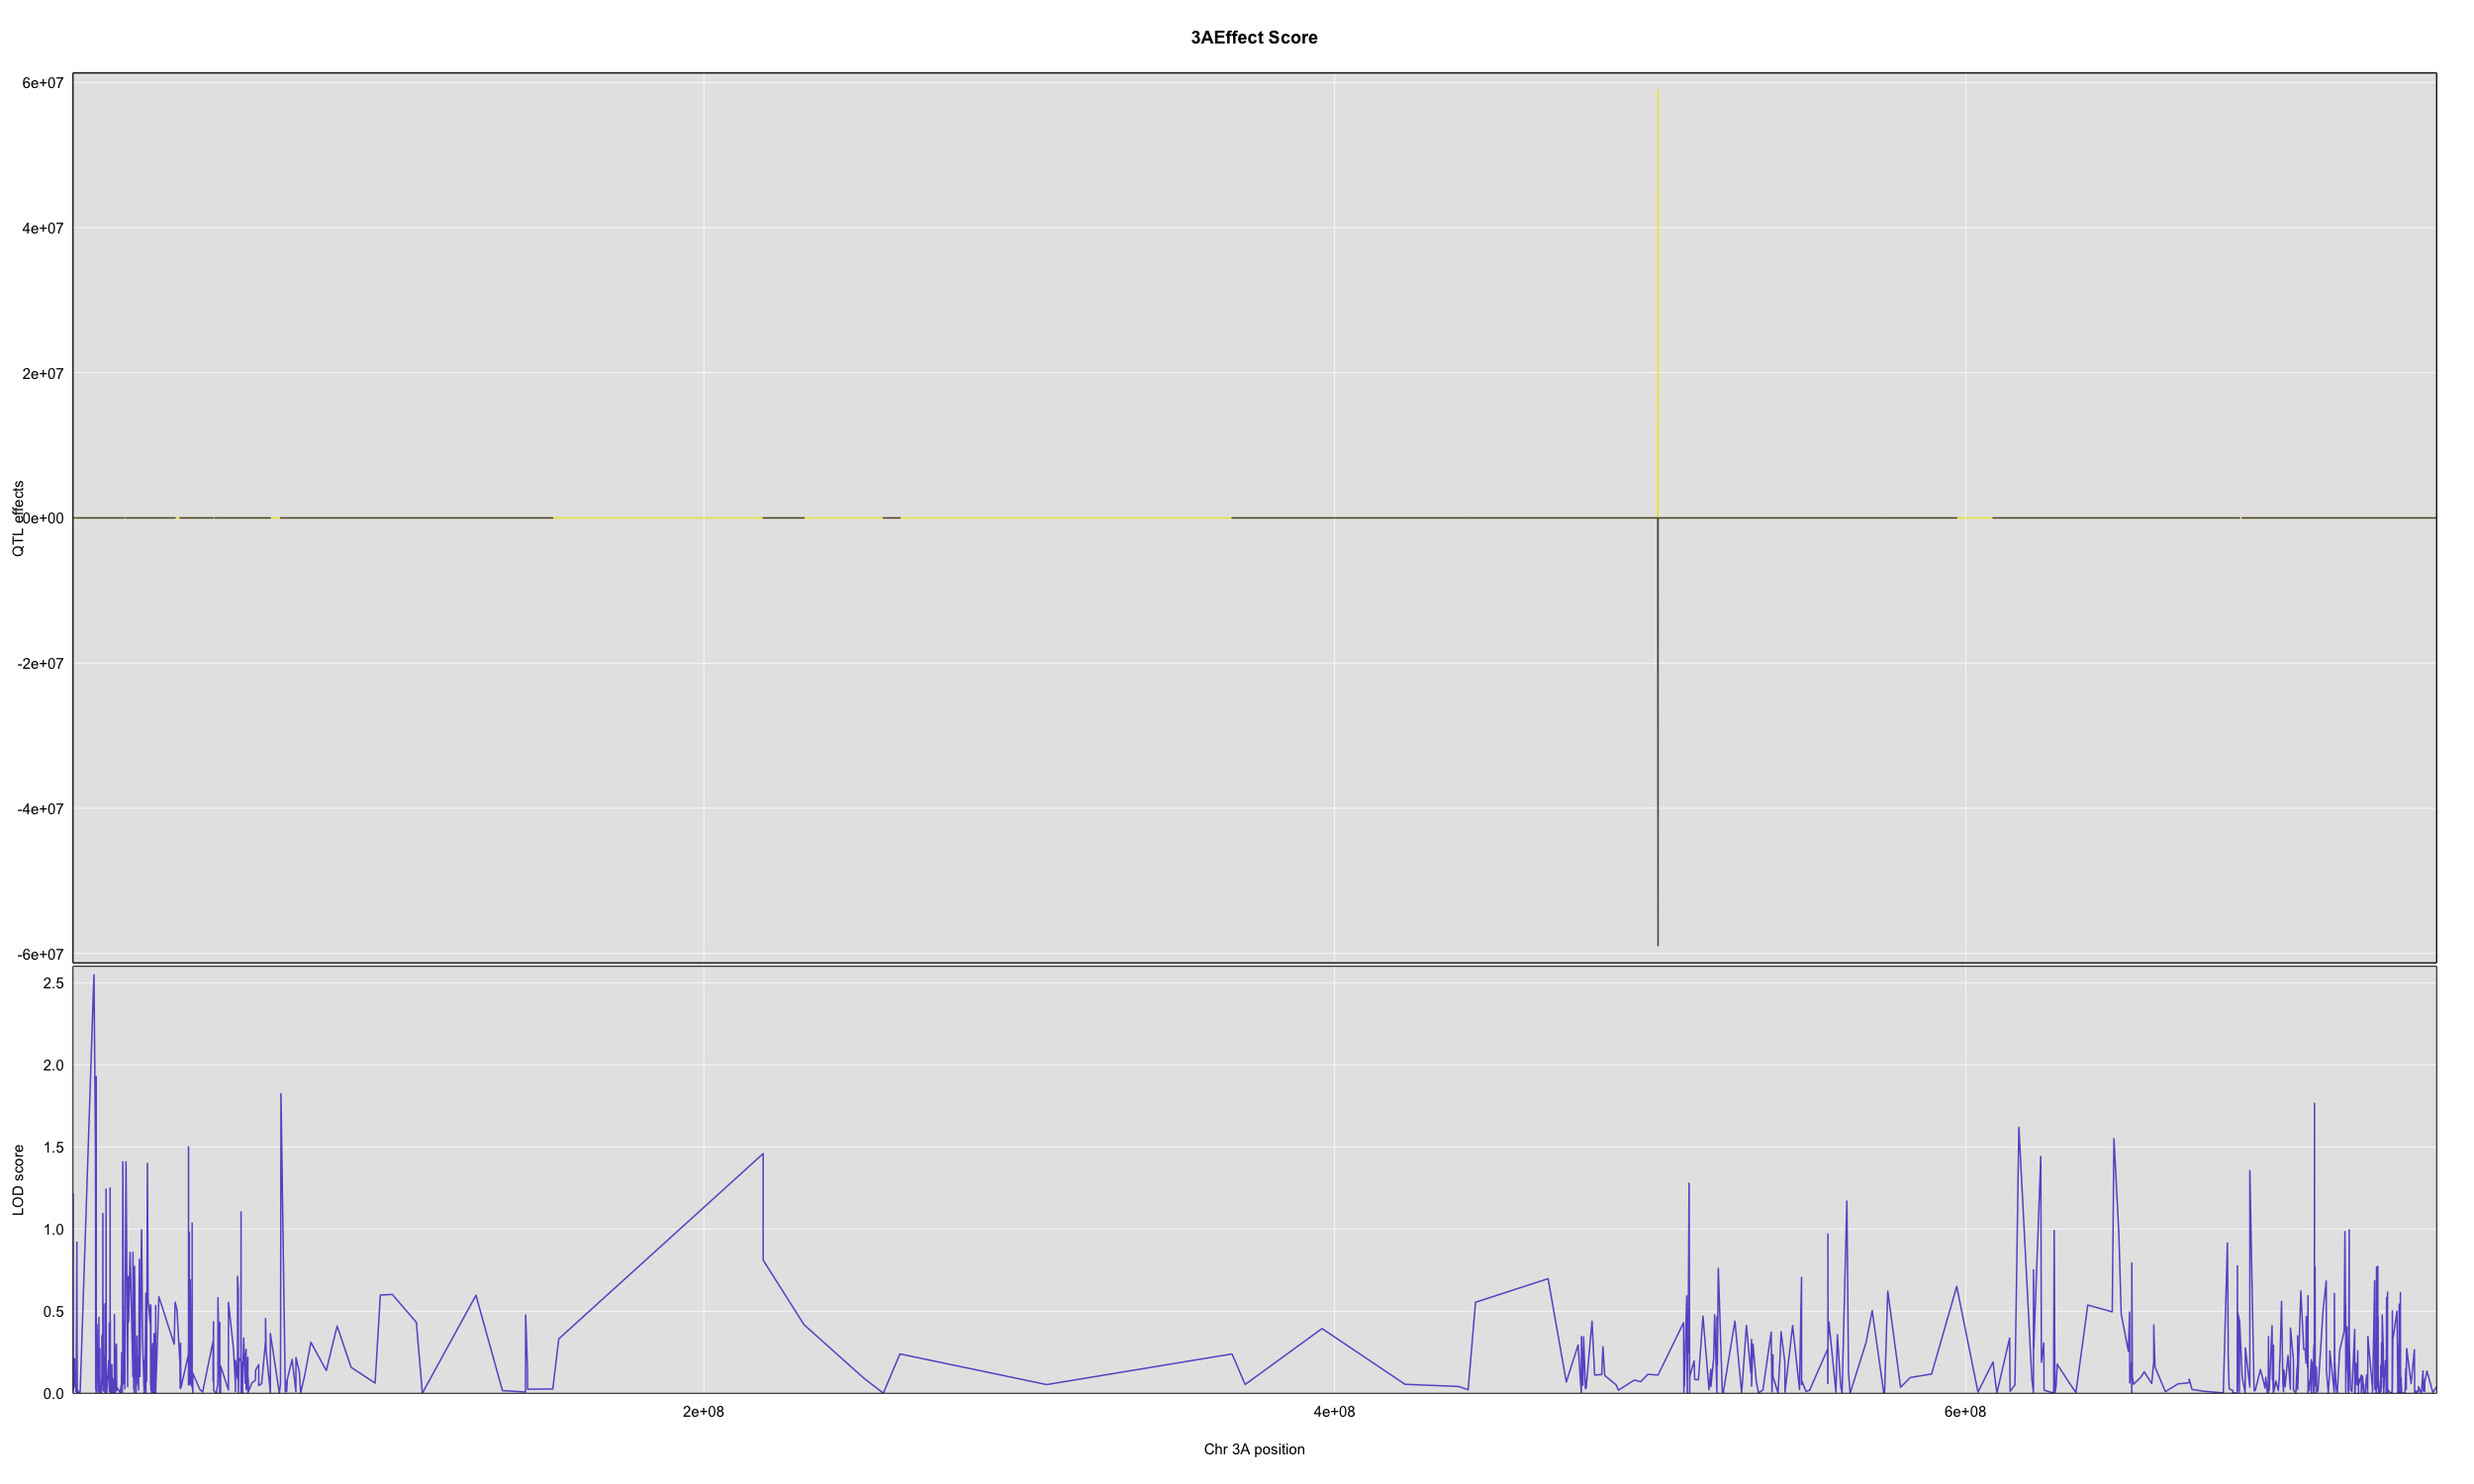 3AEffect Score
6e+07
4e+07
2e+07
0e+00
-2e+07
-4e+07
-6e+07
QTL effects
2.5
2.0
1.5
1.0
0.5
0.0
LOD score
2e+08
4e+08
6e+08
Chr 3A position